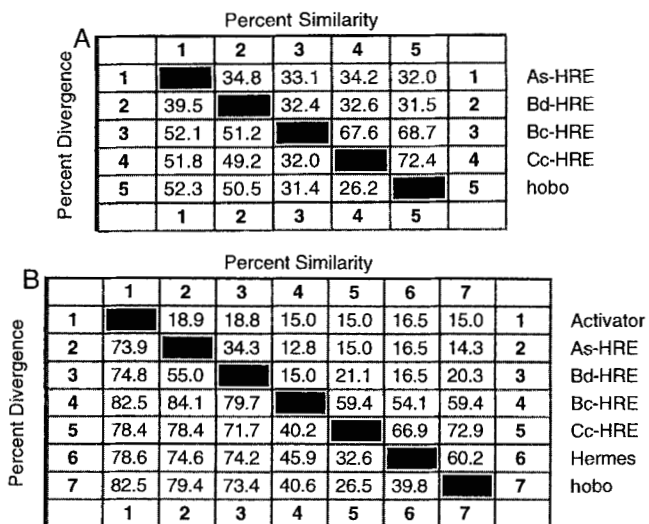 Percent Similarity
A
1 2 3 4 5
1 34.8 33.1 34.2 32.0 1 As-HRE
2 39.5 32.4 32.6 31.5 2 Bd-HRE
3 52.1 51.2 67.6 68.7 3 Bc-HRE
4 51.8 49.2 32.0 72.4 4 Cc-HRE
5 52.3 50.5 31.4 26.2 5 hobo
1 2 3 4 5
Percent Divergence
Percent Similarity
B
1 2 3 4 5 6 7
1 18.9 18.8 15.0 15.0 16.5 15.0 1 Activator
2 73.9 34.3 12.8 15.0 16.5 14.3 2 As-HRE
3 74.8 55.0 15.0 21.1 16.5 20.3 3 Bd-HRE
4 82.5 84.1 79.7 59.4 54.1 59.4 4 Bc-HRE
5 78.4 78.4 71.7 40.2 66.9 72.9 5 Cc-HRE
6 78.6 74.6 74.2 45.9 32.6 60.2 6 Hermes
7 82.5 79.4 73.4 40.6 26.5 39.8 7 hobo
1 2 3 4 5 6 7
Percent Divergence